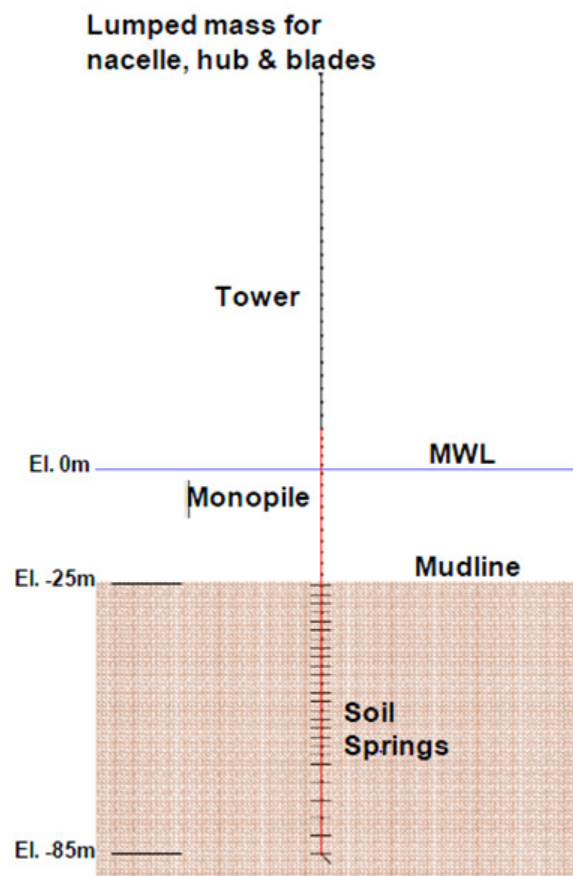 Lumped mass for
nacelle, hub & blades
Tower
El. 0m
MWL
Monopile
El. -25m
Mudline
Soil
Springs
El. -85m